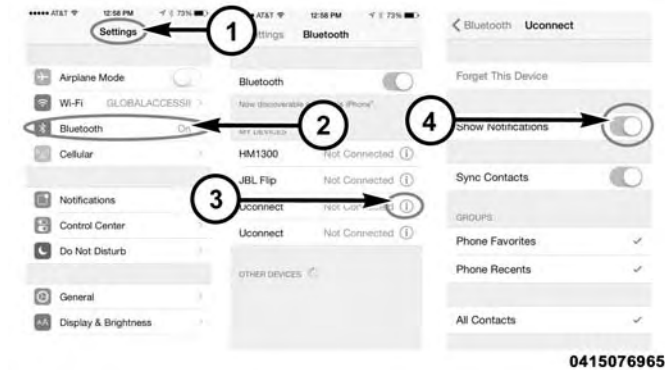 AT&T 12:58 PM 73%
Settings
Airplane Mode
Wi-Fi GLOBALACCESSII
Bluetooth On
Cellular
Notifications
Control Center
Do Not Disturb
General
Display & Brightness
1
AT&T 12:58 PM 73%
Bluetooth
Bluetooth
Now discoverable iPhone".
2
MY DEVICES
HM1300 Not Connected
JBL Flip Not Connected
3
Uconnect Not Connected
Uconnect Not Connected
OTHER DEVICES
Bluetooth Uconnect
Forget This Device
4
Show Notifications
Sync Contacts
GROUPS
Phone Favorites
Phone Recents
All Contacts
0415076965